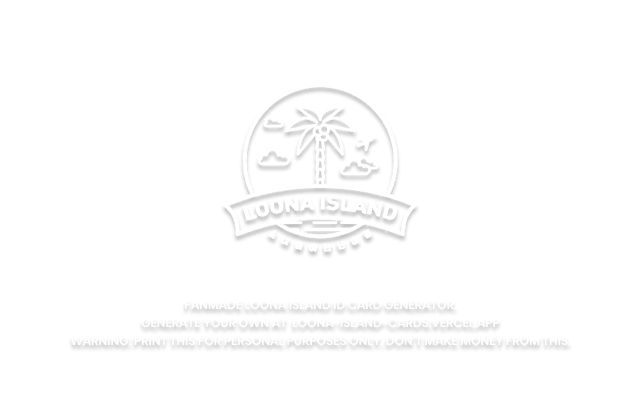 LOONA ISLAND
FANMADE LOONA ISLAND ID CARD GENERATOR.
GENERATE YOUR OWN AT LOONA-ISLAND-CARDS.VERCEL.APP
WARNING: PRINT THIS FOR PERSONAL PURPOSES ONLY. DON'T MAKE MONEY FROM THIS.